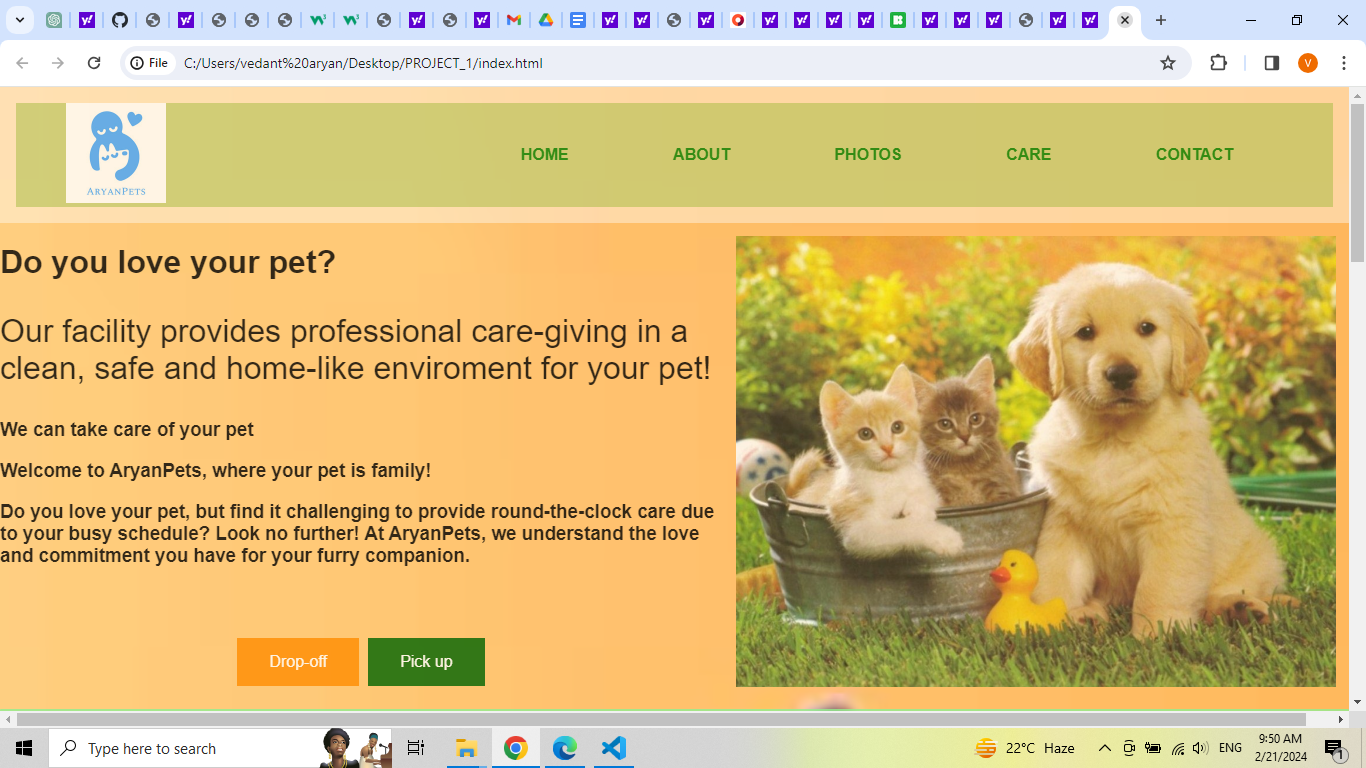 File C:/Users/vedant%20aryan/Desktop/PROJECT_1/index.html
V
ARYANPETS
HOME ABOUT PHOTOS CARE CONTACT
Do you love your pet?
Our facility provides professional care-giving in a
clean, safe and home-like enviroment for your pet!
We can take care of your pet
Welcome to AryanPets, where your pet is family!
Do you love your pet, but find it challenging to provide round-the-clock care due
to your busy schedule? Look no further! At AryanPets, we understand the love
and commitment you have for your furry companion.
Drop-off Pick up
Type here to search
22°C Haze
ENG
9:50 AM
2/21/2024
1